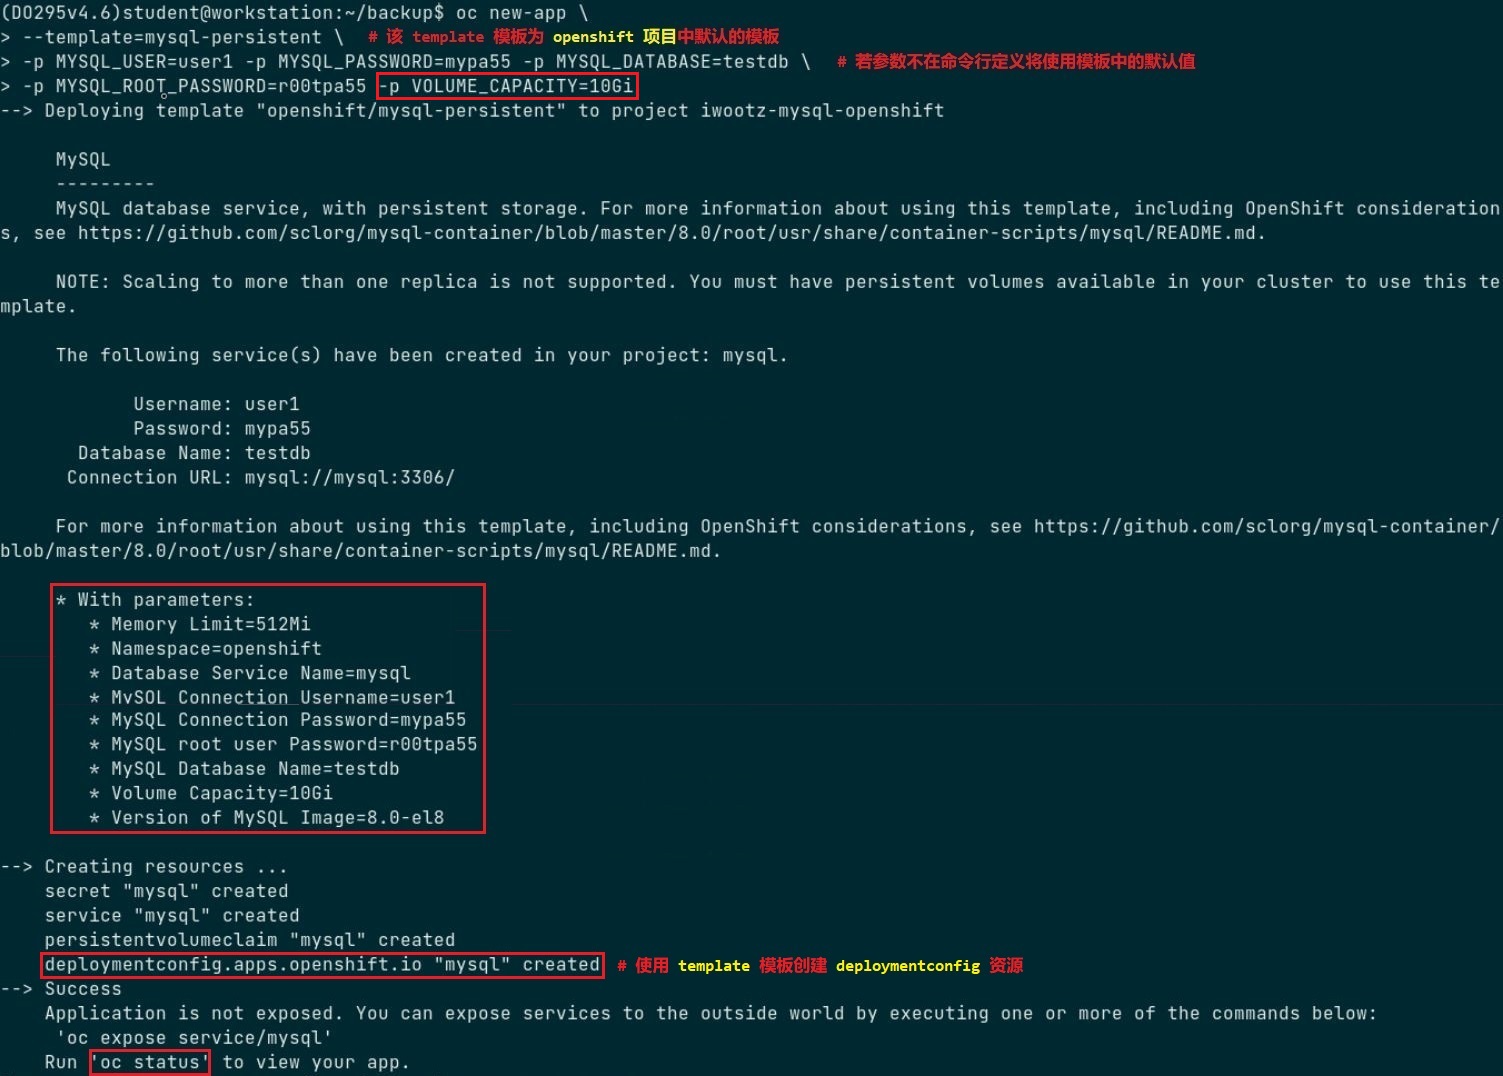 (DO295v4.6)student@workstation:~/backup$ oc new-app \
> --template=mysql-persistent \ # 该 template 模板为 openshift 项目中默认的模板
> -p MYSQL_USER=user1 -p MYSQL_PASSWORD=mypa55 -p MYSQL_DATABASE=testdb \ # 若参数不在命令行定义将使用模板中的默认值
> -p MYSQL_ROOT_PASSWORD=r00tpa55 -p VOLUME_CAPACITY=10Gi
--> Deploying template "openshift/mysql-persistent" to project iwootz-mysql-openshift
MySQL
---------
MySQL database service, with persistent storage. For more information about using this template, including OpenShift consideration
s, see https://github.com/sclorg/mysql-container/blob/master/8.0/root/usr/share/container-scripts/mysql/README.md.
NOTE: Scaling to more than one replica is not supported. You must have persistent volumes available in your cluster to use this te
mplate.
The following service(s) have been created in your project: mysql.
Username: user1
Password: mypa55
Database Name: testdb
Connection URL: mysql://mysql:3306/
For more information about using this template, including OpenShift considerations, see https://github.com/sclorg/mysql-container/
blob/master/8.0/root/usr/share/container-scripts/mysql/README.md.
* With parameters:
* Memory Limit=512Mi
* Namespace=openshift
* Database Service Name=mysql
* MySQL Connection Username=user1
* MySQL Connection Password=mypa55
* MySQL root user Password=r00tpa55
* MySQL Database Name=testdb
* Volume Capacity=10Gi
* Version of MySQL Image=8.0-el8
--> Creating resources ...
secret "mysql" created
service "mysql" created
persistentvolumeclaim "mysql" created
deploymentconfig.apps.openshift.io "mysql" created # 使用 template 模板创建 deploymentconfig 资源
--> Success
Application is not exposed. You can expose services to the outside world by executing one or more of the commands below:
'oc expose service/mysql'
Run 'oc status' to view your app.